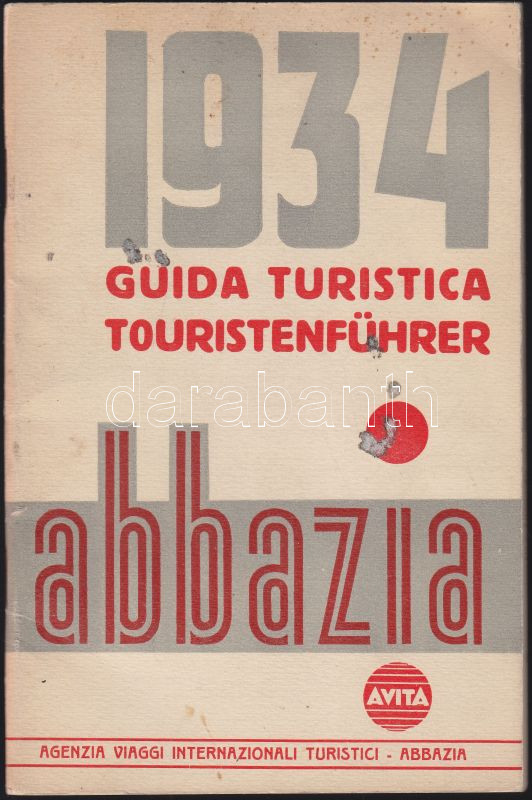 1934
GUIDA TURISTICA
TOURISTENFÜHRER
darabanth
abbazia
AVITA
AGENZIA VIAGGI INTERNAZIONALI TURISTICI - ABBAZIA